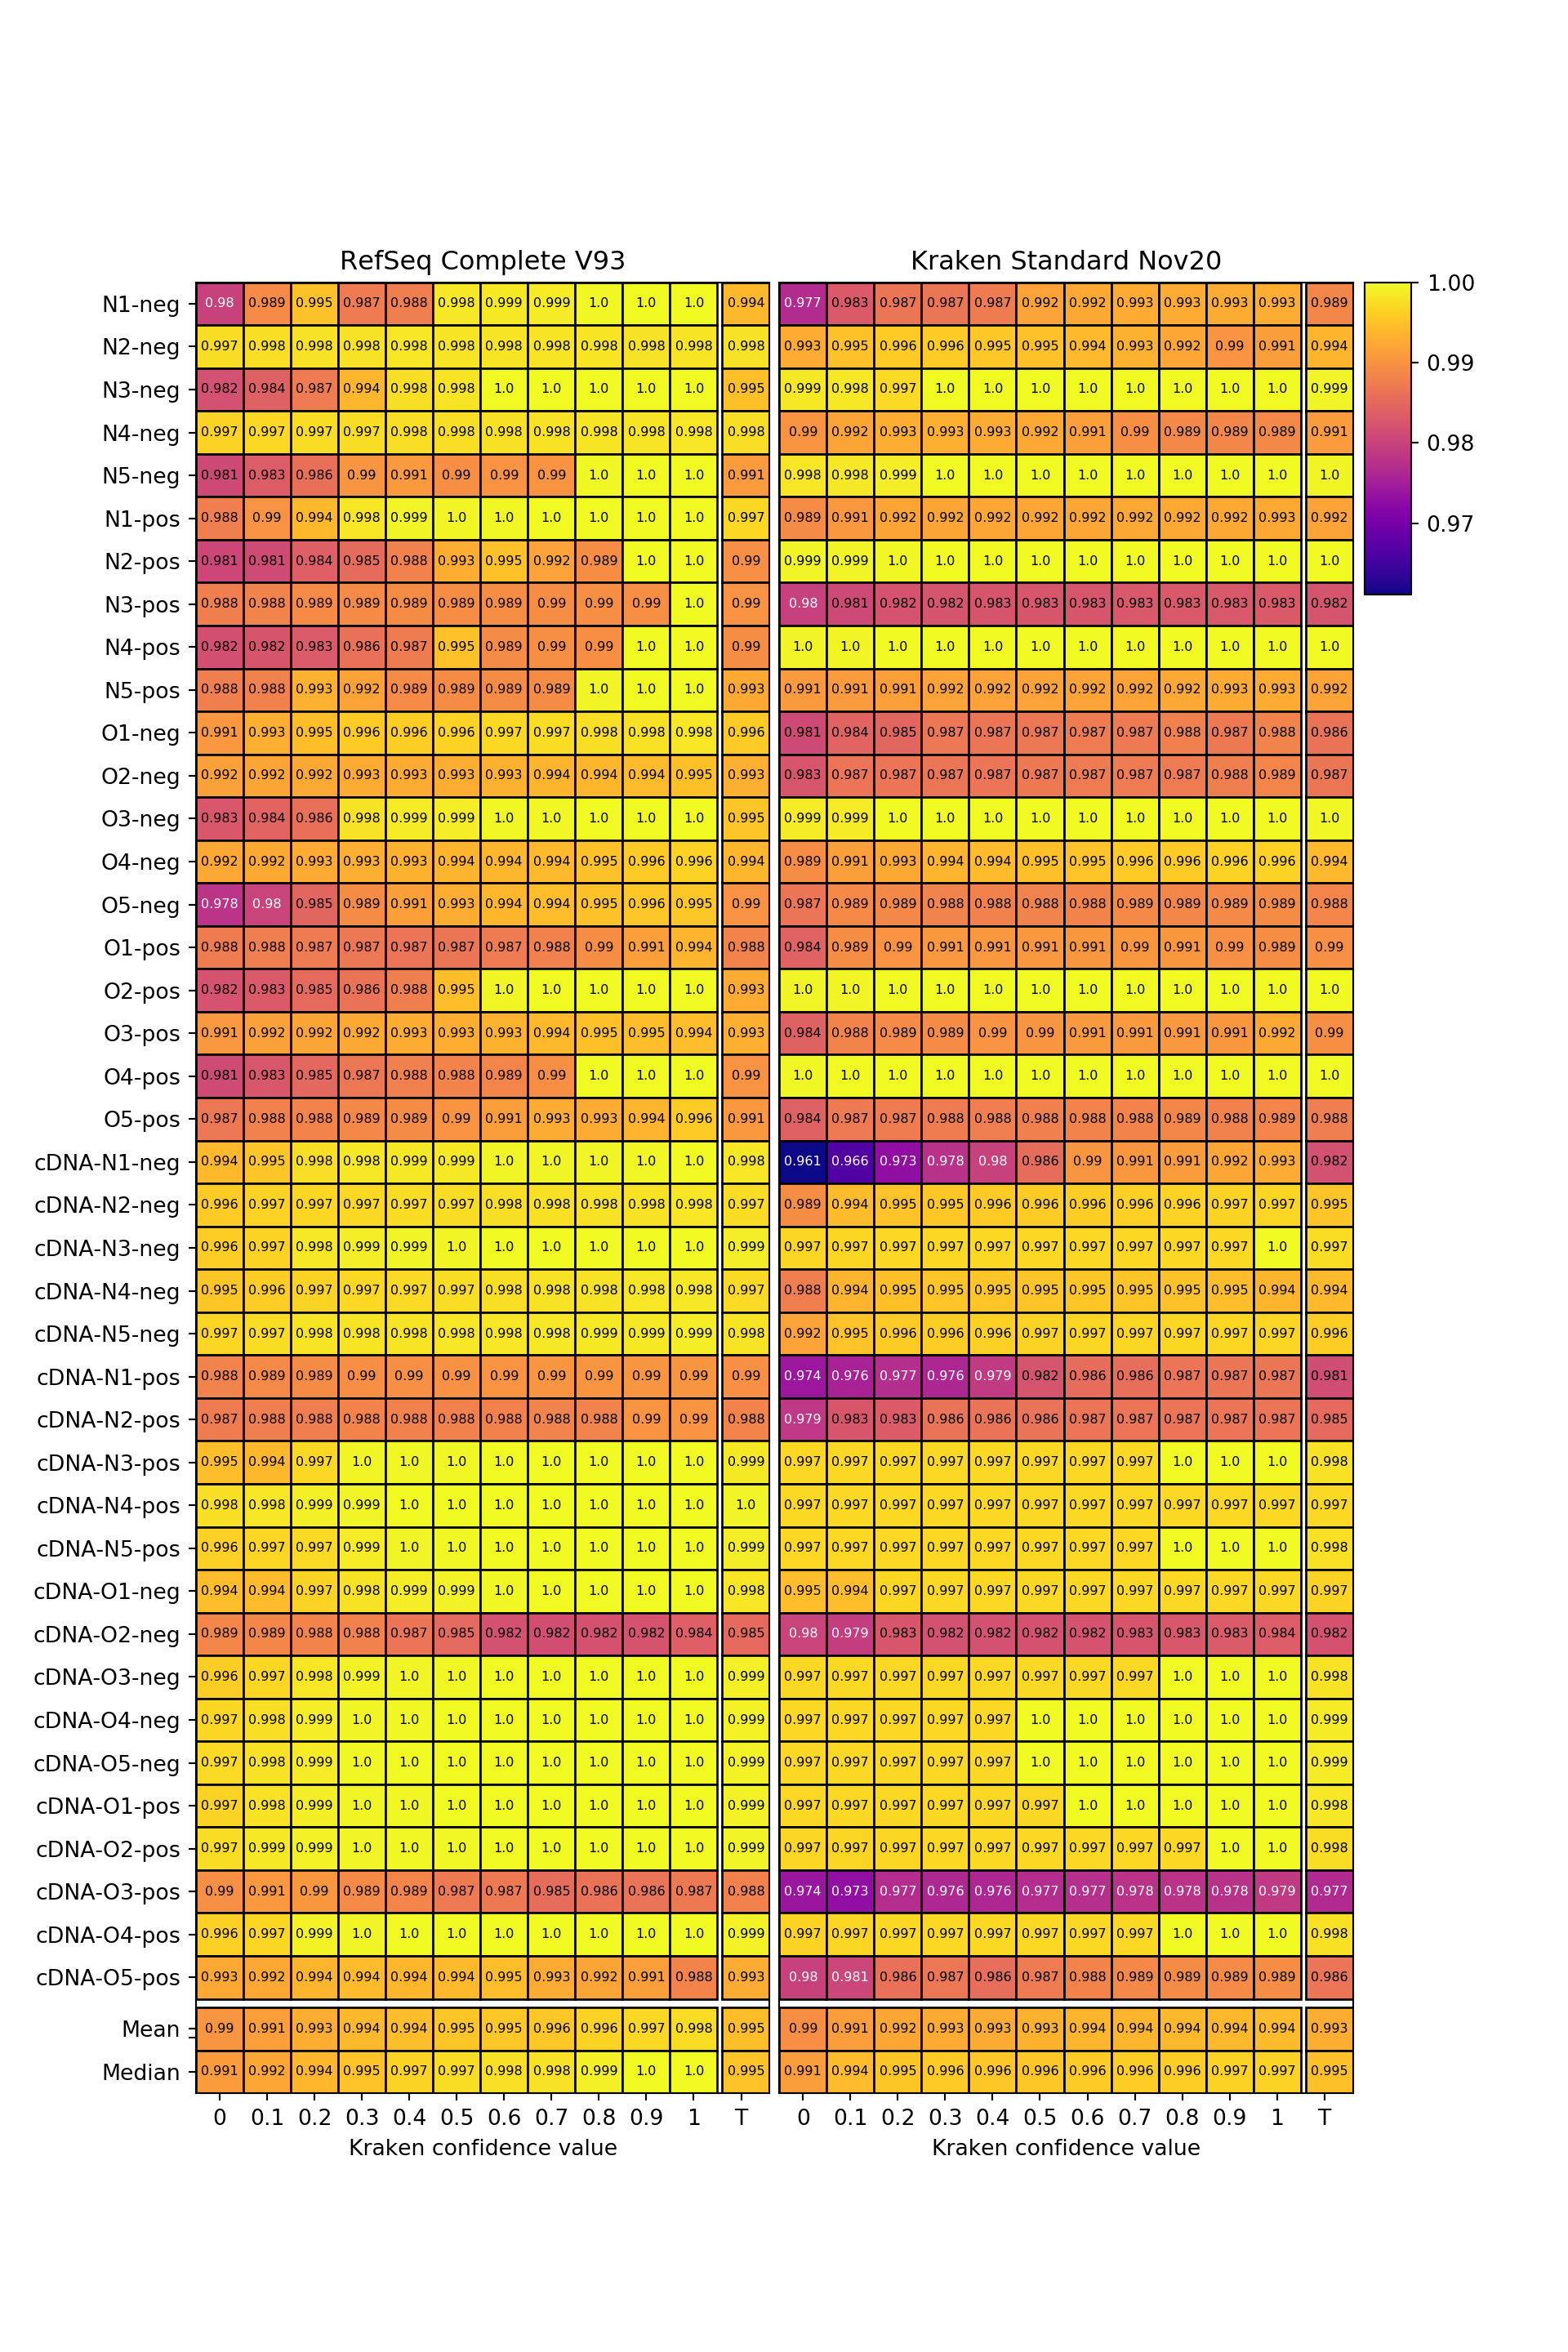 RefSeq Complete V93 Kraken Standard Nov20
N1-neg 0.98 0.989 0.995 0.987 0.988 0.998 0.999 0.999 1.0 1.0 1.0 0.994 0.977 0.983 0.987 0.987 0.987 0.992 0.992 0.993 0.993 0.993 0.993 0.989 1.00
N2-neg 0.997 0.998 0.998 0.998 0.998 0.998 0.998 0.998 0.998 0.998 0.998 0.998 0.993 0.995 0.996 0.996 0.995 0.995 0.994 0.993 0.992 0.99 0.991 0.994 0.99
N3-neg 0.982 0.984 0.987 0.994 0.998 0.998 1.0 1.0 1.0 1.0 1.0 0.995 0.999 0.998 0.997 1.0 1.0 1.0 1.0 1.0 1.0 1.0 1.0 0.999
N4-neg 0.997 0.997 0.997 0.997 0.998 0.998 0.998 0.998 0.998 0.998 0.998 0.998 0.99 0.992 0.993 0.993 0.993 0.992 0.991 0.99 0.989 0.989 0.989 0.991 0.98
N5-neg 0.981 0.983 0.986 0.99 0.991 0.99 0.99 0.99 1.0 1.0 1.0 0.991 0.998 0.998 0.999 1.0 1.0 1.0 1.0 1.0 1.0 1.0 1.0 1.0
N1-pos 0.988 0.99 0.994 0.998 0.999 1.0 1.0 1.0 1.0 1.0 1.0 0.997 0.989 0.991 0.992 0.992 0.992 0.992 0.992 0.992 0.992 0.992 0.993 0.992 0.97
N2-pos 0.981 0.981 0.984 0.985 0.988 0.993 0.995 0.992 0.989 1.0 1.0 0.99 0.999 0.999 1.0 1.0 1.0 1.0 1.0 1.0 1.0 1.0 1.0 1.0
N3-pos 0.988 0.988 0.989 0.989 0.989 0.989 0.989 0.99 0.99 0.99 1.0 0.99 0.98 0.981 0.982 0.982 0.983 0.983 0.983 0.983 0.983 0.983 0.983 0.982
N4-pos 0.982 0.982 0.983 0.986 0.987 0.995 0.989 0.99 0.99 1.0 1.0 0.99 1.0 1.0 1.0 1.0 1.0 1.0 1.0 1.0 1.0 1.0 1.0 1.0
N5-pos 0.988 0.988 0.993 0.992 0.989 0.989 0.989 0.989 1.0 1.0 1.0 0.993 0.991 0.991 0.991 0.992 0.992 0.992 0.992 0.992 0.992 0.993 0.993 0.992
O1-neg 0.991 0.993 0.995 0.996 0.996 0.996 0.997 0.997 0.998 0.998 0.998 0.996 0.981 0.984 0.985 0.987 0.987 0.987 0.987 0.987 0.988 0.987 0.988 0.986
O2-neg 0.992 0.992 0.992 0.993 0.993 0.993 0.993 0.994 0.994 0.994 0.995 0.993 0.983 0.987 0.987 0.987 0.987 0.987 0.987 0.987 0.987 0.988 0.989 0.987
O3-neg 0.983 0.984 0.986 0.998 0.999 0.999 1.0 1.0 1.0 1.0 1.0 0.995 0.999 0.999 1.0 1.0 1.0 1.0 1.0 1.0 1.0 1.0 1.0 1.0
O4-neg 0.992 0.992 0.993 0.993 0.993 0.994 0.994 0.994 0.995 0.996 0.996 0.994 0.989 0.991 0.993 0.994 0.994 0.995 0.995 0.996 0.996 0.996 0.996 0.994
O5-neg 0.978 0.98 0.985 0.989 0.991 0.993 0.994 0.994 0.995 0.996 0.995 0.99 0.987 0.989 0.989 0.988 0.988 0.988 0.988 0.989 0.989 0.989 0.989 0.988
O1-pos 0.988 0.988 0.987 0.987 0.987 0.987 0.987 0.988 0.99 0.991 0.994 0.988 0.984 0.989 0.99 0.991 0.991 0.991 0.991 0.99 0.991 0.99 0.989 0.99
O2-pos 0.982 0.983 0.985 0.986 0.988 0.995 1.0 1.0 1.0 1.0 1.0 0.993 1.0 1.0 1.0 1.0 1.0 1.0 1.0 1.0 1.0 1.0 1.0 1.0
O3-pos 0.991 0.992 0.992 0.992 0.993 0.993 0.993 0.994 0.995 0.995 0.994 0.993 0.984 0.988 0.989 0.989 0.99 0.99 0.991 0.991 0.991 0.991 0.992 0.99
O4-pos 0.981 0.983 0.985 0.987 0.988 0.988 0.989 0.99 1.0 1.0 1.0 0.99 1.0 1.0 1.0 1.0 1.0 1.0 1.0 1.0 1.0 1.0 1.0 1.0
O5-pos 0.987 0.988 0.988 0.989 0.989 0.99 0.991 0.993 0.993 0.994 0.996 0.991 0.984 0.987 0.987 0.988 0.988 0.988 0.988 0.988 0.989 0.988 0.989 0.988
cDNA-N1-neg 0.994 0.995 0.998 0.998 0.999 0.999 1.0 1.0 1.0 1.0 1.0 0.998 0.961 0.966 0.973 0.978 0.98 0.986 0.99 0.991 0.991 0.992 0.993 0.982
cDNA-N2-neg 0.996 0.997 0.997 0.997 0.997 0.997 0.998 0.998 0.998 0.998 0.998 0.997 0.989 0.994 0.995 0.995 0.996 0.996 0.996 0.996 0.996 0.997 0.997 0.995
cDNA-N3-neg 0.996 0.997 0.998 0.999 0.999 1.0 1.0 1.0 1.0 1.0 1.0 0.999 0.997 0.997 0.997 0.997 0.997 0.997 0.997 0.997 0.997 0.997 1.0 0.997
cDNA-N4-neg 0.995 0.996 0.997 0.997 0.997 0.997 0.998 0.998 0.998 0.998 0.998 0.997 0.988 0.994 0.995 0.995 0.995 0.995 0.995 0.995 0.995 0.995 0.994 0.994
cDNA-N5-neg 0.997 0.997 0.998 0.998 0.998 0.998 0.998 0.998 0.999 0.999 0.999 0.998 0.992 0.995 0.996 0.996 0.996 0.997 0.997 0.997 0.997 0.997 0.997 0.996
cDNA-N1-pos 0.988 0.989 0.989 0.99 0.99 0.99 0.99 0.99 0.99 0.99 0.99 0.99 0.974 0.976 0.977 0.976 0.979 0.982 0.986 0.986 0.987 0.987 0.987 0.981
cDNA-N2-pos 0.987 0.988 0.988 0.988 0.988 0.988 0.988 0.988 0.988 0.99 0.99 0.988 0.979 0.983 0.983 0.986 0.986 0.986 0.987 0.987 0.987 0.987 0.987 0.985
cDNA-N3-pos 0.995 0.994 0.997 1.0 1.0 1.0 1.0 1.0 1.0 1.0 1.0 0.999 0.997 0.997 0.997 0.997 0.997 0.997 0.997 0.997 1.0 1.0 1.0 0.998
cDNA-N4-pos 0.998 0.998 0.999 0.999 1.0 1.0 1.0 1.0 1.0 1.0 1.0 1.0 0.997 0.997 0.997 0.997 0.997 0.997 0.997 0.997 0.997 0.997 0.997 0.997
cDNA-N5-pos 0.996 0.997 0.997 0.999 1.0 1.0 1.0 1.0 1.0 1.0 1.0 0.999 0.997 0.997 0.997 0.997 0.997 0.997 0.997 0.997 1.0 1.0 1.0 0.998
cDNA-O1-neg 0.994 0.994 0.997 0.998 0.999 0.999 1.0 1.0 1.0 1.0 1.0 0.998 0.995 0.994 0.997 0.997 0.997 0.997 0.997 0.997 0.997 0.997 0.997 0.997
cDNA-O2-neg 0.989 0.989 0.988 0.988 0.987 0.985 0.982 0.982 0.982 0.982 0.984 0.985 0.98 0.979 0.983 0.982 0.982 0.982 0.982 0.983 0.983 0.983 0.984 0.982
cDNA-O3-neg 0.996 0.997 0.998 0.999 1.0 1.0 1.0 1.0 1.0 1.0 1.0 0.999 0.997 0.997 0.997 0.997 0.997 0.997 0.997 0.997 1.0 1.0 1.0 0.998
cDNA-O4-neg 0.997 0.998 0.999 1.0 1.0 1.0 1.0 1.0 1.0 1.0 1.0 0.999 0.997 0.997 0.997 0.997 0.997 1.0 1.0 1.0 1.0 1.0 1.0 0.999
cDNA-O5-neg 0.997 0.998 0.999 1.0 1.0 1.0 1.0 1.0 1.0 1.0 1.0 0.999 0.997 0.997 0.997 0.997 0.997 1.0 1.0 1.0 1.0 1.0 1.0 0.999
cDNA-O1-pos 0.997 0.998 0.999 1.0 1.0 1.0 1.0 1.0 1.0 1.0 1.0 0.999 0.997 0.997 0.997 0.997 0.997 0.997 1.0 1.0 1.0 1.0 1.0 0.998
cDNA-O2-pos 0.997 0.999 0.999 1.0 1.0 1.0 1.0 1.0 1.0 1.0 1.0 0.999 0.997 0.997 0.997 0.997 0.997 0.997 0.997 0.997 0.997 1.0 1.0 0.998
cDNA-O3-pos 0.99 0.991 0.99 0.989 0.989 0.987 0.987 0.985 0.986 0.986 0.987 0.988 0.974 0.973 0.977 0.976 0.976 0.977 0.977 0.978 0.978 0.978 0.979 0.977
cDNA-O4-pos 0.996 0.997 0.999 1.0 1.0 1.0 1.0 1.0 1.0 1.0 1.0 0.999 0.997 0.997 0.997 0.997 0.997 0.997 0.997 0.997 1.0 1.0 1.0 0.998
cDNA-O5-pos 0.993 0.992 0.994 0.994 0.994 0.994 0.995 0.993 0.992 0.991 0.988 0.993 0.98 0.981 0.986 0.987 0.986 0.987 0.988 0.989 0.989 0.989 0.989 0.986
Mean 0.99 0.991 0.993 0.994 0.994 0.995 0.995 0.996 0.996 0.997 0.998 0.995 0.99 0.991 0.992 0.993 0.993 0.993 0.994 0.994 0.994 0.994 0.994 0.993
Median 0.991 0.992 0.994 0.995 0.997 0.997 0.998 0.998 0.999 1.0 1.0 0.995 0.991 0.994 0.995 0.996 0.996 0.996 0.996 0.996 0.996 0.997 0.997 0.995
0 0.1 0.2 0.3 0.4 0.5 0.6 0.7 0.8 0.9 1 T 0 0.1 0.2 0.3 0.4 0.5 0.6 0.7 0.8 0.9 1 T
Kraken confidence value Kraken confidence value